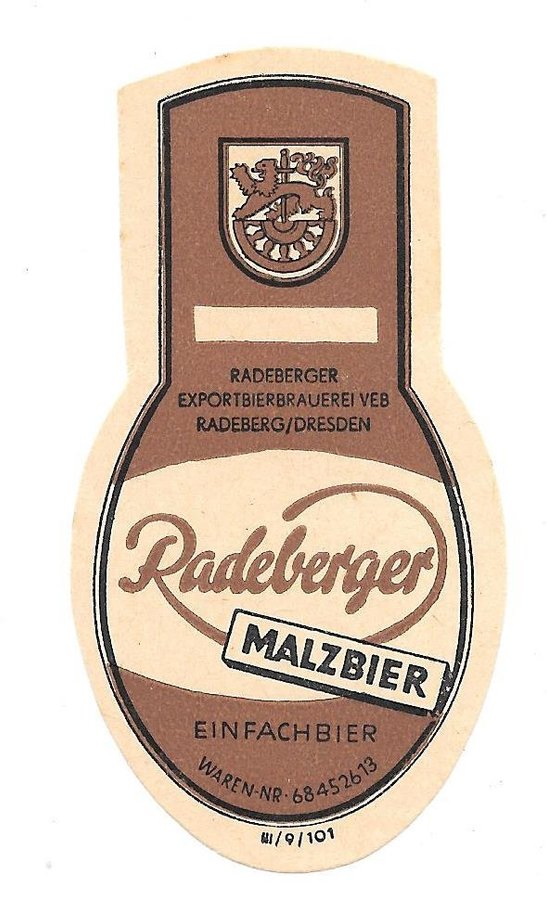 RADEBERGER
EXPORTBIERBRAUEREI VEB
RADEBERG/DRESDEN
Radeberger
MALZBIER
EINFACHBIER
WAREN-NR. 68452613
III/9/101